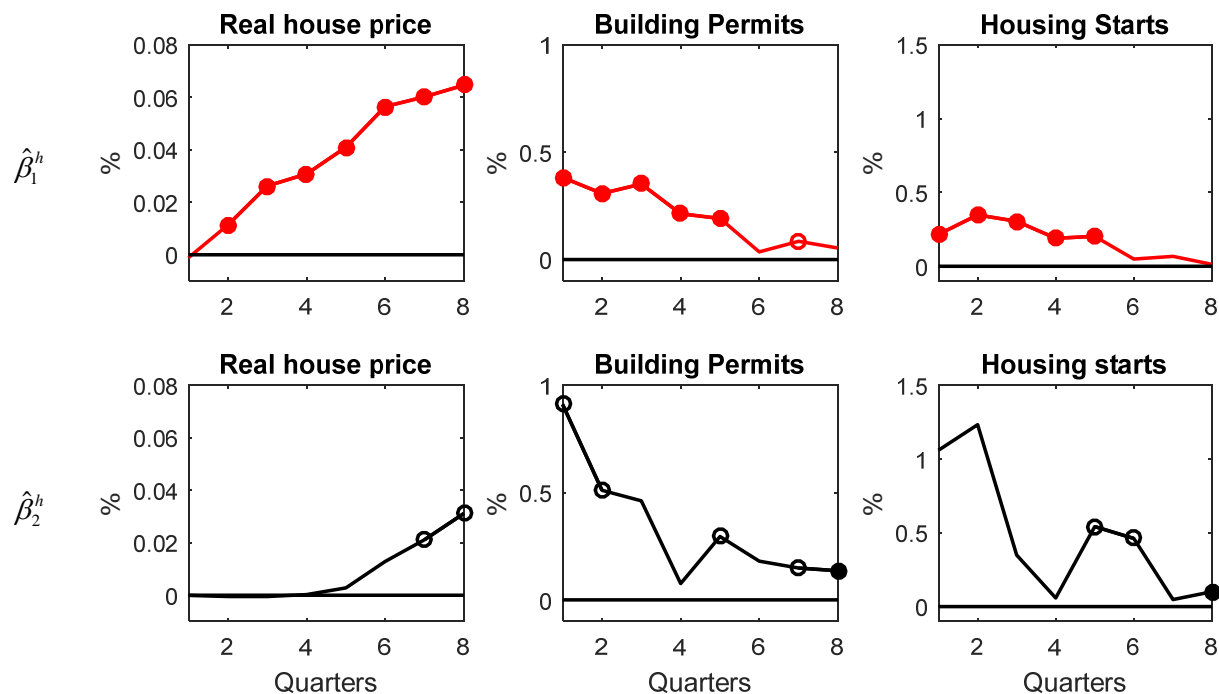 Real house price
Building Permits
Housing Starts
β̂₁ʰ
%
0.08
0.06
0.04
0.02
0
2 4 6 8
%
1
0.5
0
2 4 6 8
%
1.5
1
0.5
0
2 4 6 8
Real house price
Building Permits
Housing starts
β̂₂ʰ
%
0.08
0.06
0.04
0.02
0
2 4 6 8
Quarters
%
1
0.5
0
2 4 6 8
%
1.5
1
0.5
0
2 4 6 8
Quarters
Quarters